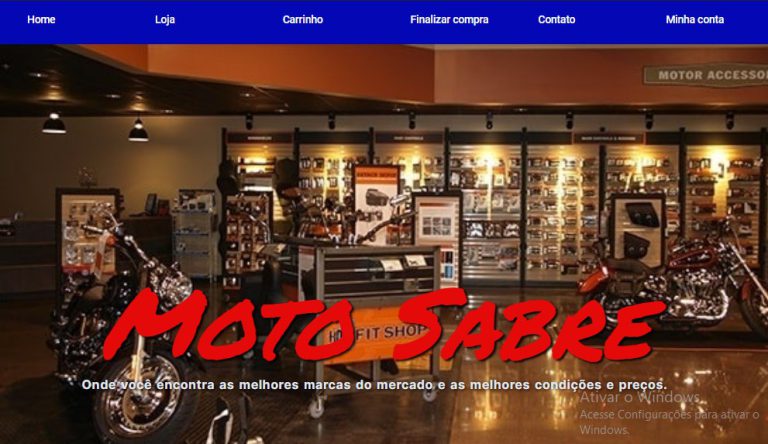 Home
Loja
Carrinho
Finalizar compra
Contato
Minha conta
MOTOR ACCESSO
FIT SHOP
Moto Sabre
Onde você encontra as melhores marcas do mercado e as melhores condições e preços.
Ativar o Windows
Acesse Configurações para ativar o
Windows.